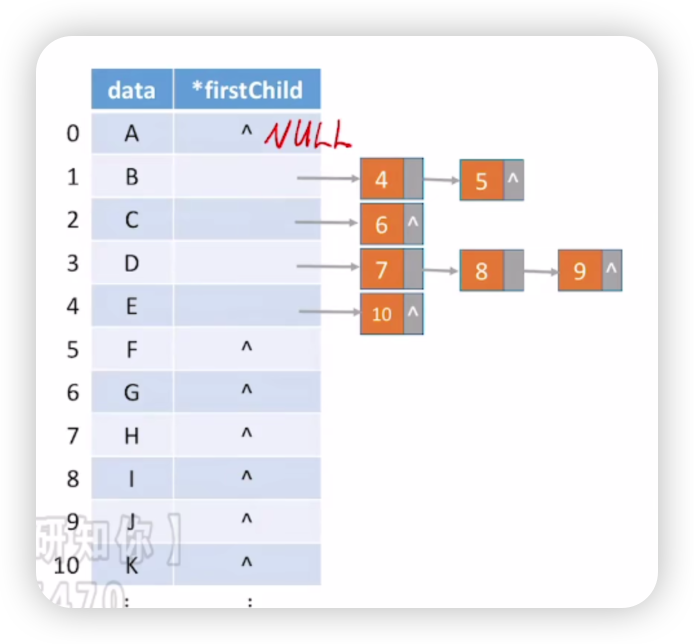 data *firstChild
0 A ^ NULL
1 B 4 5 ^
2 C 6 ^
3 D 7 8 9 ^
4 E 10 ^
5 F ^
6 G ^
7 H ^
8 I ^
9 J ^
研知你】
10 K ^
470
: :